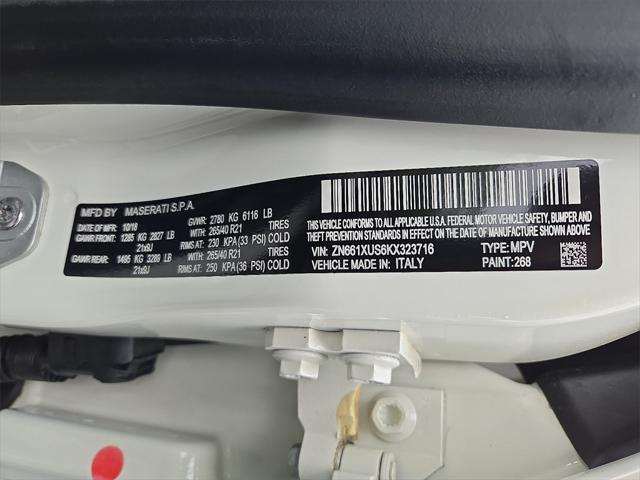 MFD BY MASERATI S.P.A.
DATE OF MFR: 10/18 GVWR: 2780 KG 6116 LB
GAWR FRONT: 1285 KG 2827 LB WITH: 265/40 R21 TIRES
21x9J RIMS AT: 230 KPA (33 PSI) COLD
GAWR REAR: 1495 KG 3289 LB WITH: 265/40 R21 TIRES
21x9J RIMS AT: 250 KPA (36 PSI) COLD
THIS VEHICLE CONFORMS TO ALL APPLICABLE U.S.A. FEDERAL MOTOR VEHICLE SAFETY, BUMPER AND
THEFT PREVENTION STANDARDS IN EFFECT ON THE DATE OF MANUFACTURE SHOWN ABOVE
VIN: ZN661XUS6KX323716 TYPE: MPV
VEHICLE MADE IN: ITALY PAINT:268